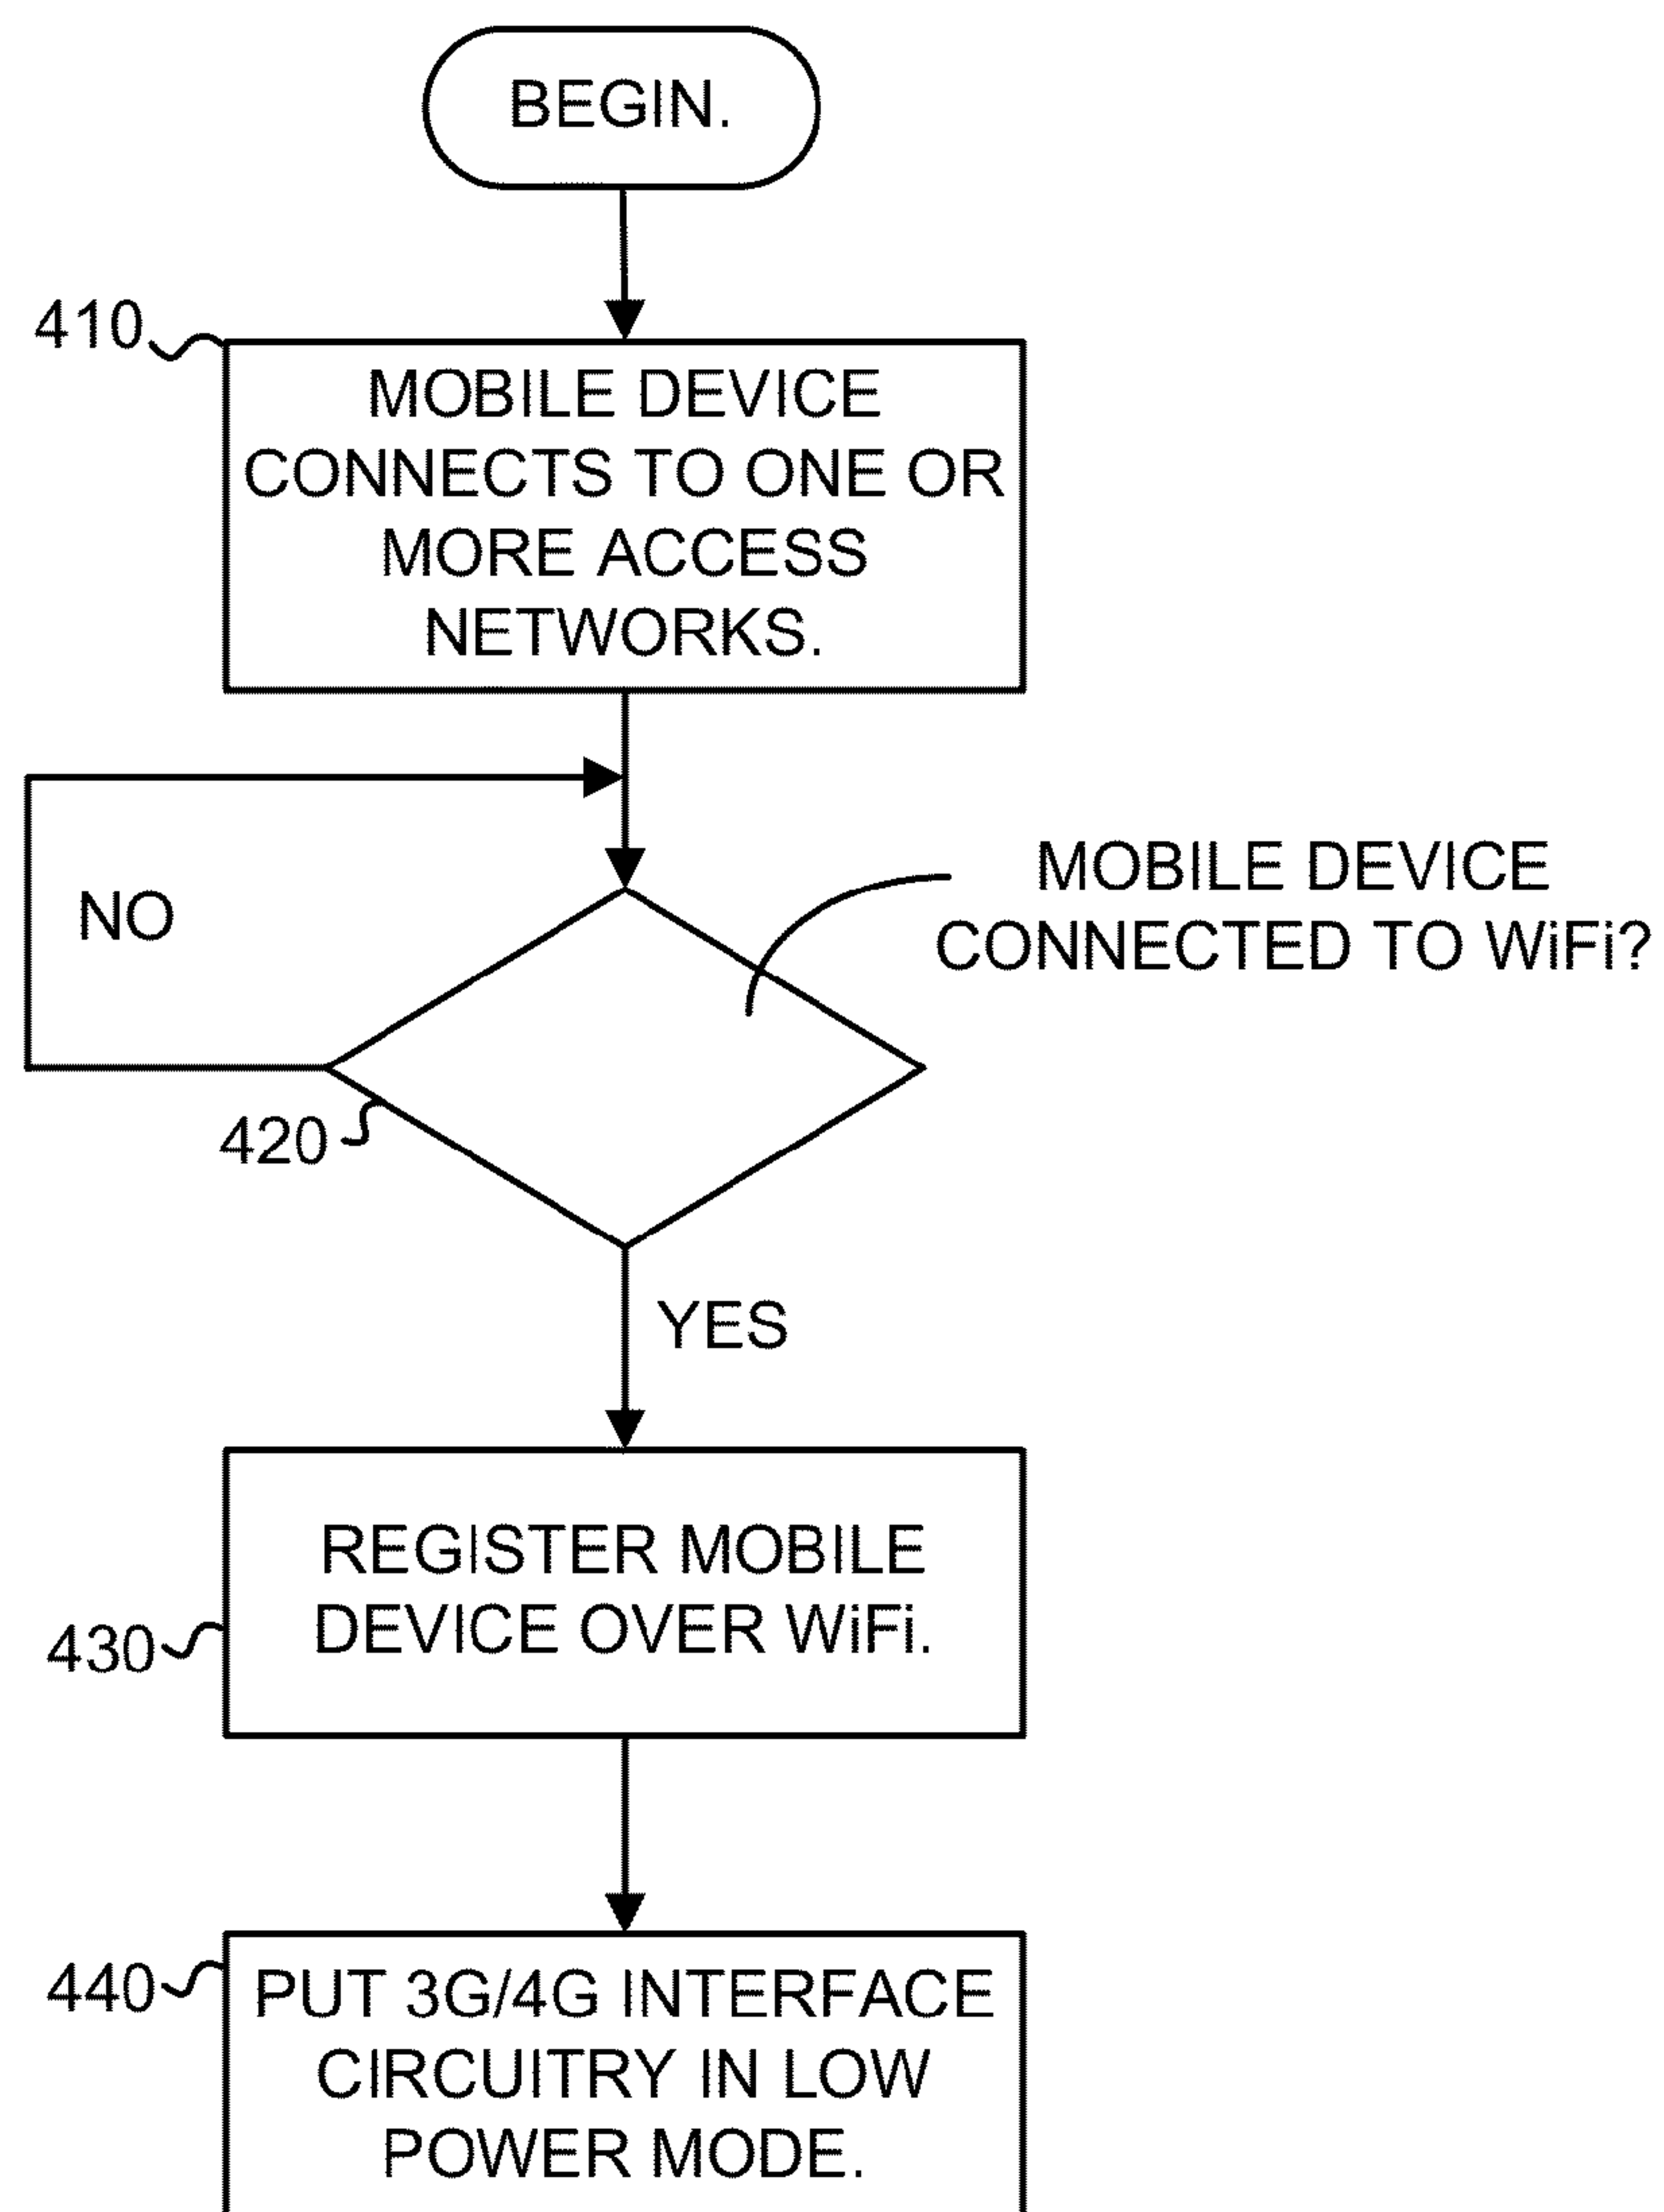 BEGIN.
410
MOBILE DEVICE
CONNECTS TO ONE OR
MORE ACCESS
NETWORKS.
NO
MOBILE DEVICE
CONNECTED TO WiFi?
420
YES
REGISTER MOBILE
DEVICE OVER WiFi.
430
440
PUT 3G/4G INTERFACE
CIRCUITRY IN LOW
POWER MODE.